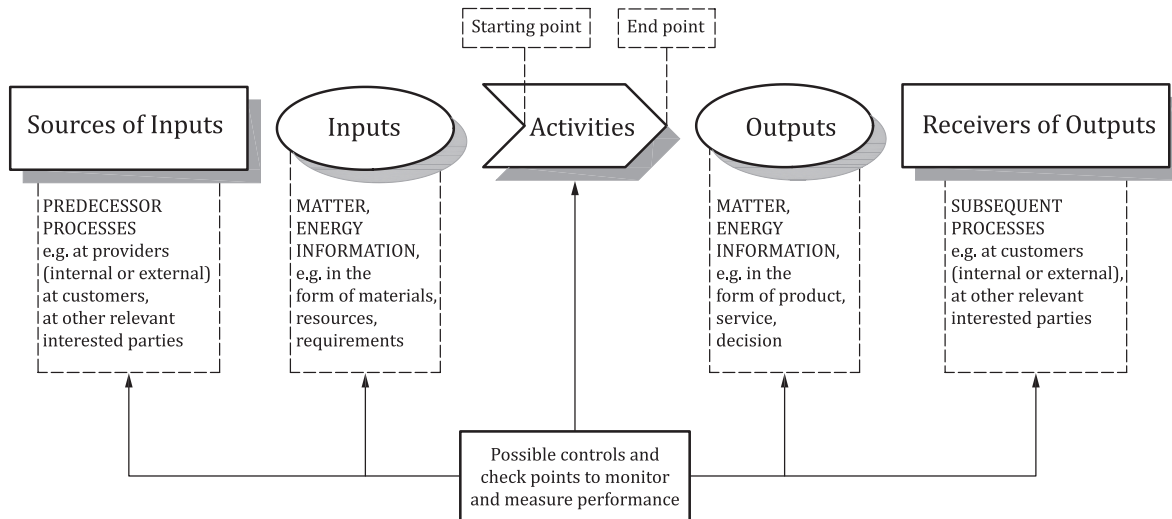 Starting point
End point
Sources of Inputs
Inputs
Activities
Outputs
Receivers of Outputs
PREDECESSOR
PROCESSES
e.g. at providers
(internal or external)
at customers,
at other relevant
interested parties
MATTER,
ENERGY
INFORMATION,
e.g. in the
form of materials,
resources,
requirements
MATTER,
ENERGY
INFORMATION,
e.g. in the
form of product,
service,
decision
SUBSEQUENT
PROCESSES
e.g. at customers
(internal or external),
at other relevant
interested parties
Possible controls and
check points to monitor
and measure performance